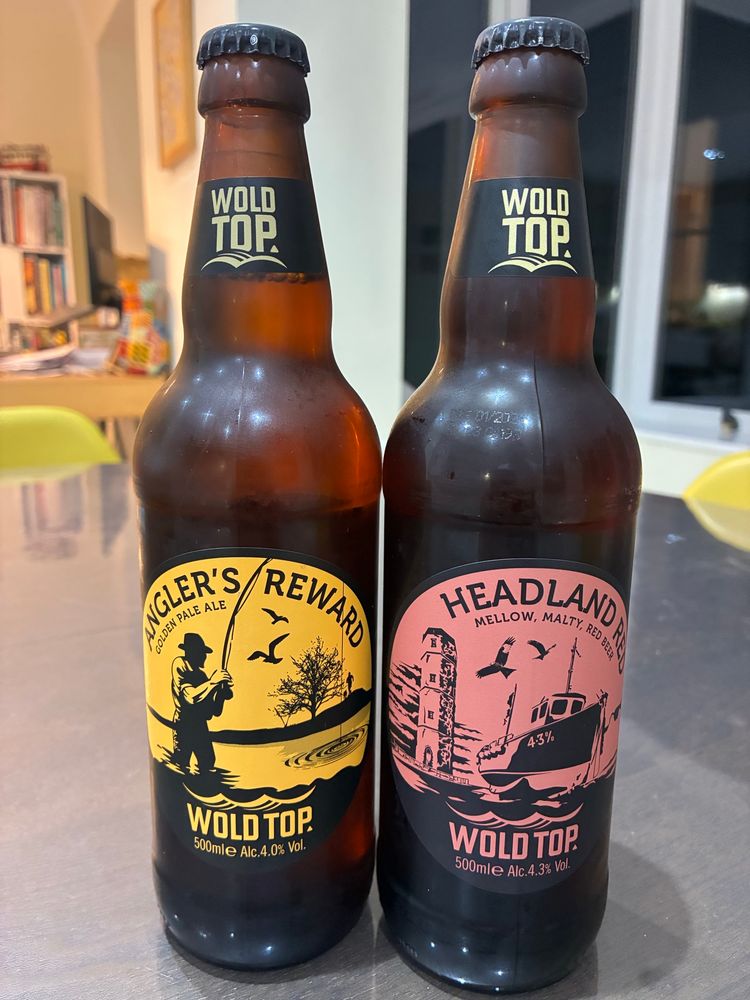 WOLD
TOP.
WOLD
TOP.
ANGLER'S REWARD
GOLDEN PALE ALE
WOLD TOP.
500ml℮ Alc.4.0% Vol.
HEADLAND RED
MELLOW, MALTY, RED BEER
4·3%
WOLD TOP.
500ml℮ Alc.4.3% Vol.